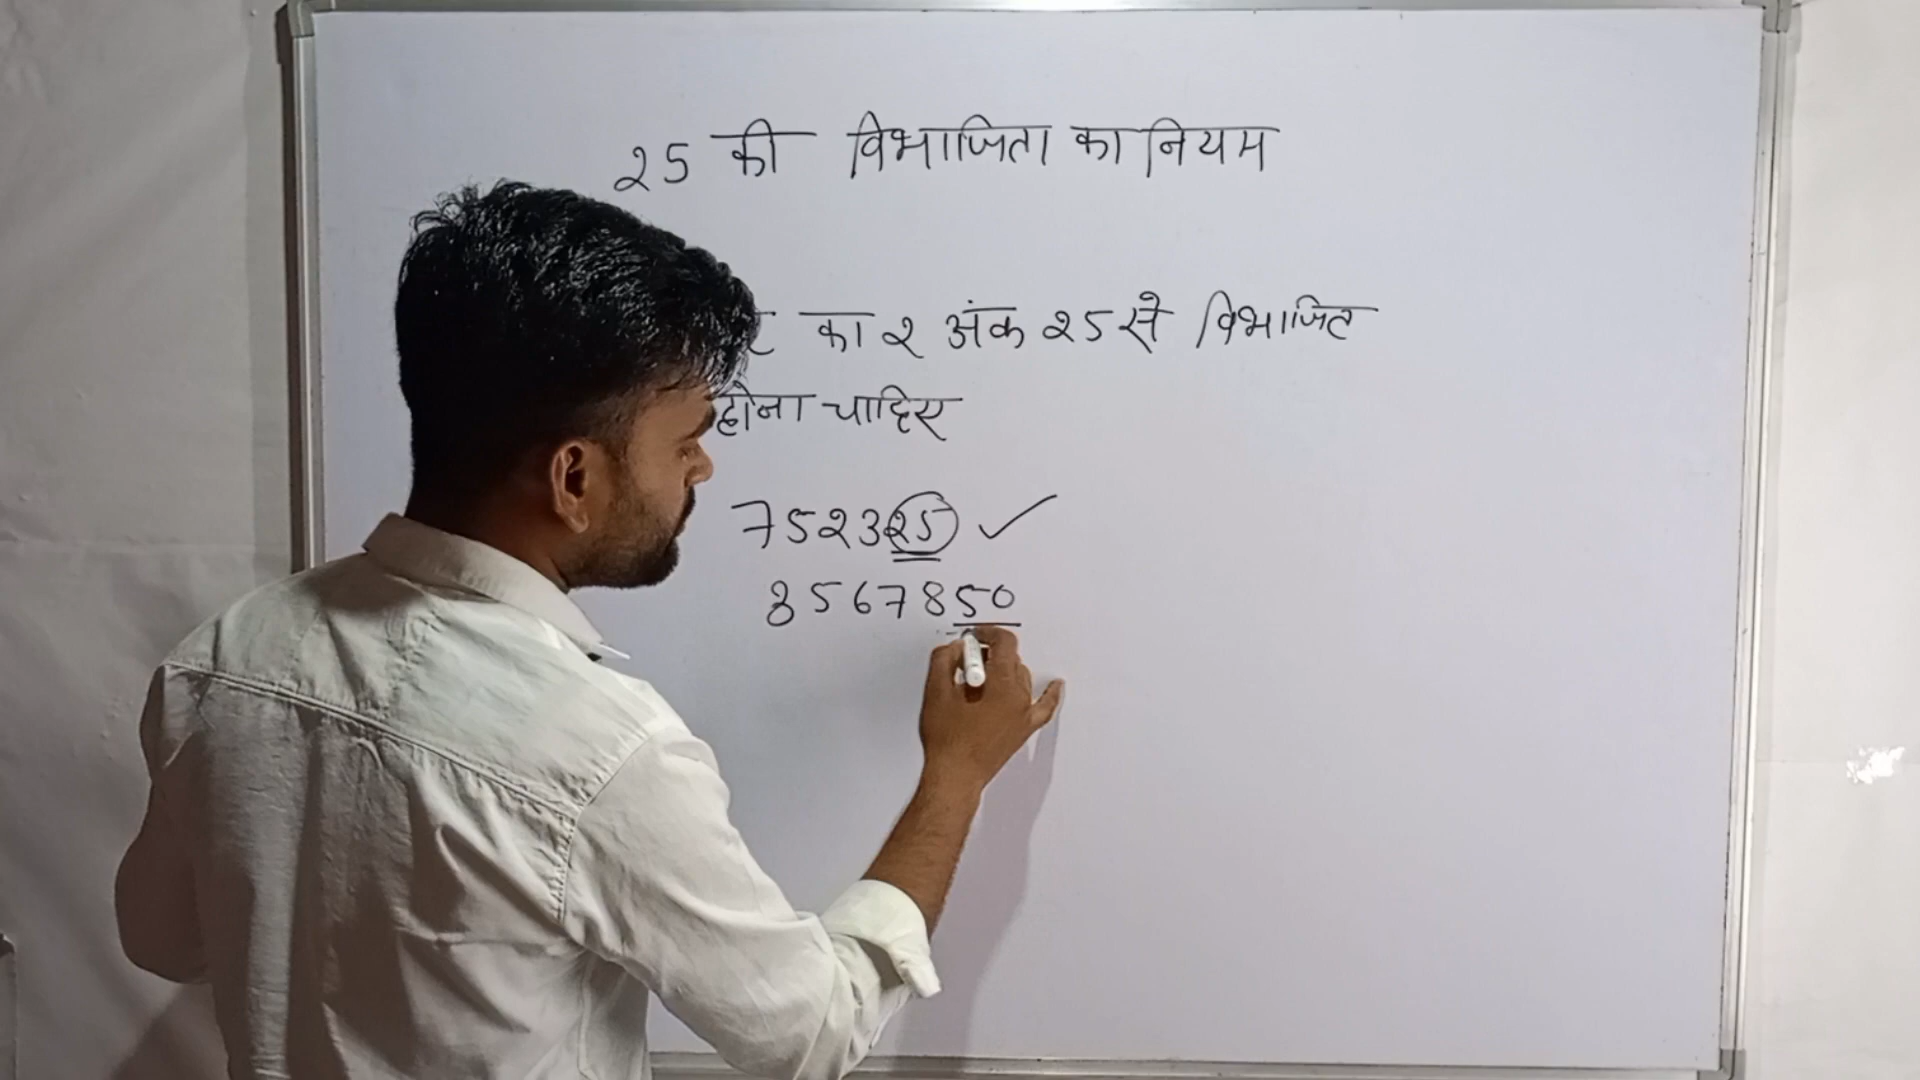 25 की विभाजिता का नियम
का 2 अंक 25 से विभाजित
होना चाहिए
752325 ✓
8567850